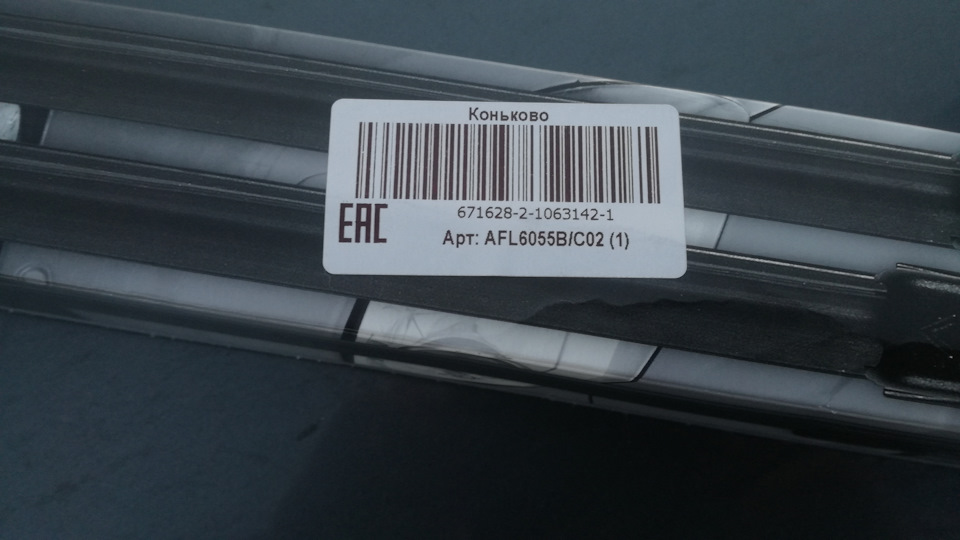 Коньково
671628-2-1063142-1
EAC
Арт: AFL6055B/C02 (1)